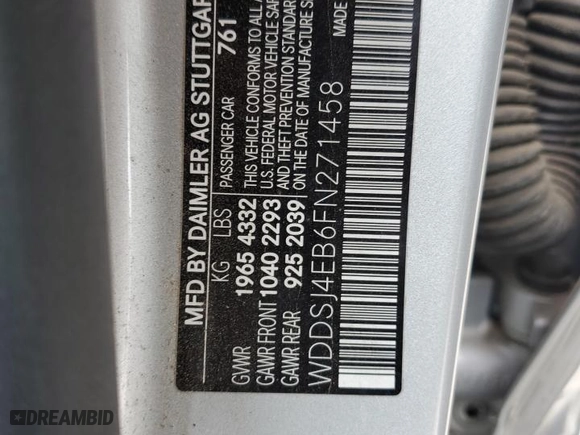 MFD BY DAIMLER AG STUTTGAR
761
KG LBS PASSENGER CAR
GVWR 1965 4332 THIS VEHICLE CONFORMS TO ALL
GAWR FRONT 1040 2293 U.S. FEDERAL MOTOR VEHICLE SAF
GAWR REAR 925 2039 AND THEFT PREVENTION STANDAR
ON THE DATE OF MANUFACTURE S
WDDSJ4EB6FN271458
MADE
DREAMBID